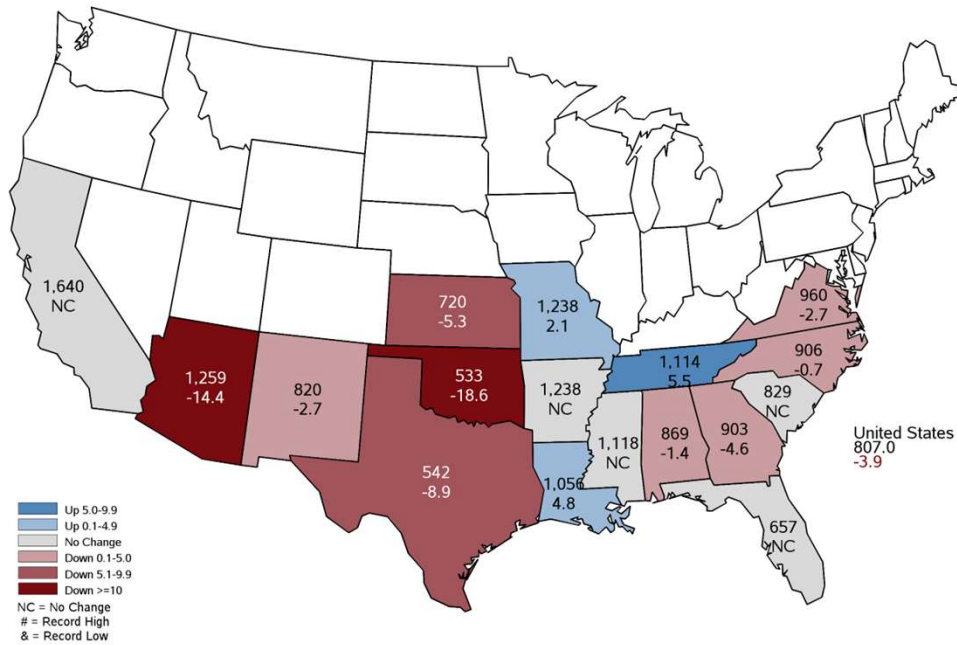 1,640
NC
1,259
-14.4
820
-2.7
720
-5.3
533
-18.6
542
-8.9
1,238
2.1
1,238
NC
1,056
4.8
1,118
NC
1,114
5.5
869
-1.4
903
-4.6
960
-2.7
906
-0.7
829
NC
657
NC
United States
807.0
-3.9
Up 5.0-9.9
Up 0.1-4.9
No Change
Down 0.1-5.0
Down 5.1-9.9
Down >=10
NC = No Change
# = Record High
& = Record Low